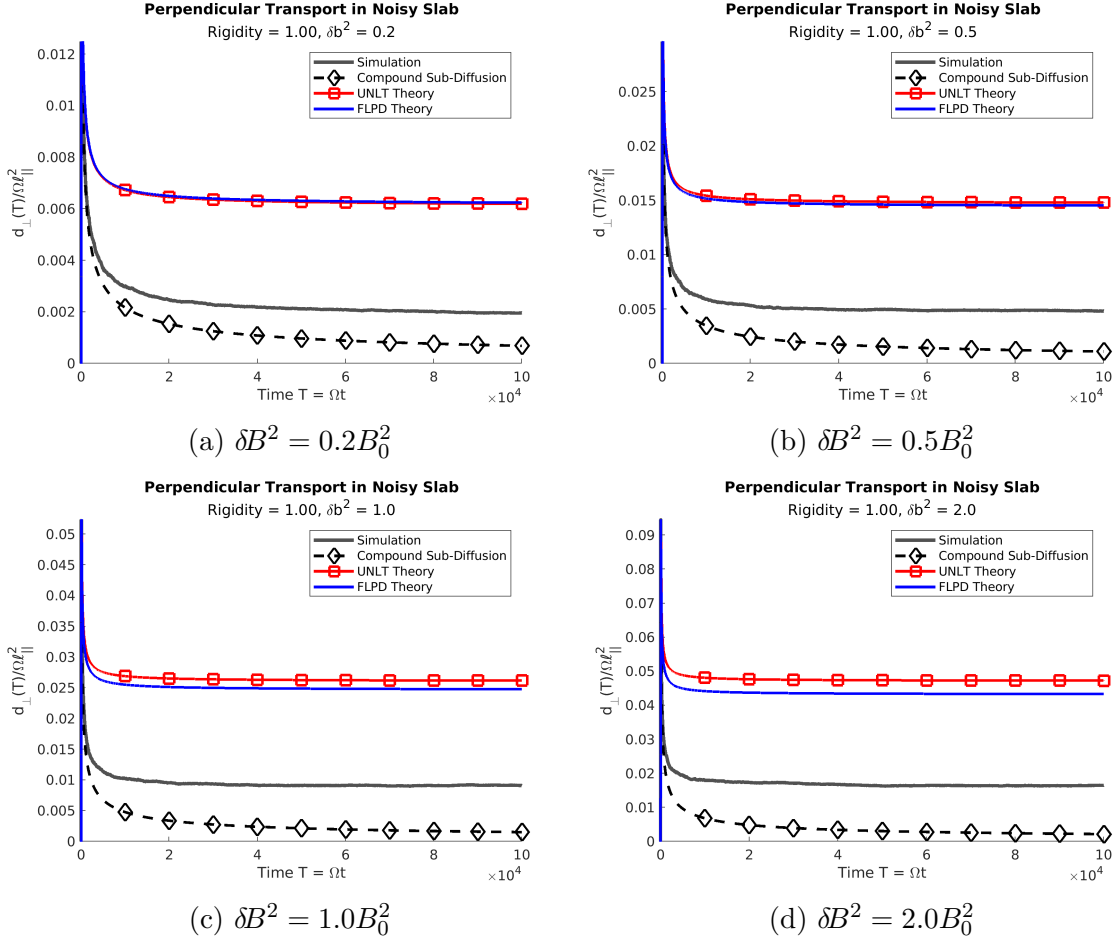 Perpendicular Transport in Noisy Slab
Rigidity = 1.00, δb² = 0.2
d⊥(T)/Ωℓ²∥
0.012
0.01
0.008
0.006
0.004
0.002
0
Simulation
Compound Sub-Diffusion
UNLT Theory
FLPD Theory
0 2 4 6 8 10
Time T = Ωt
×10⁴
(a) δB² = 0.2B₀²
Perpendicular Transport in Noisy Slab
Rigidity = 1.00, δb² = 0.5
d⊥(T)/Ωℓ²∥
0.025
0.02
0.015
0.01
0.005
0
Simulation
Compound Sub-Diffusion
UNLT Theory
FLPD Theory
0 2 4 6 8 10
Time T = Ωt
×10⁴
(b) δB² = 0.5B₀²
Perpendicular Transport in Noisy Slab
Rigidity = 1.00, δb² = 1.0
d⊥(T)/Ωℓ²∥
0.05
0.045
0.04
0.035
0.03
0.025
0.02
0.015
0.01
0.005
0
Simulation
Compound Sub-Diffusion
UNLT Theory
FLPD Theory
0 2 4 6 8 10
Time T = Ωt
×10⁴
(c) δB² = 1.0B₀²
Perpendicular Transport in Noisy Slab
Rigidity = 1.00, δb² = 2.0
d⊥(T)/Ωℓ²∥
0.09
0.08
0.07
0.06
0.05
0.04
0.03
0.02
0.01
0
Simulation
Compound Sub-Diffusion
UNLT Theory
FLPD Theory
0 2 4 6 8 10
Time T = Ωt
×10⁴
(d) δB² = 2.0B₀²